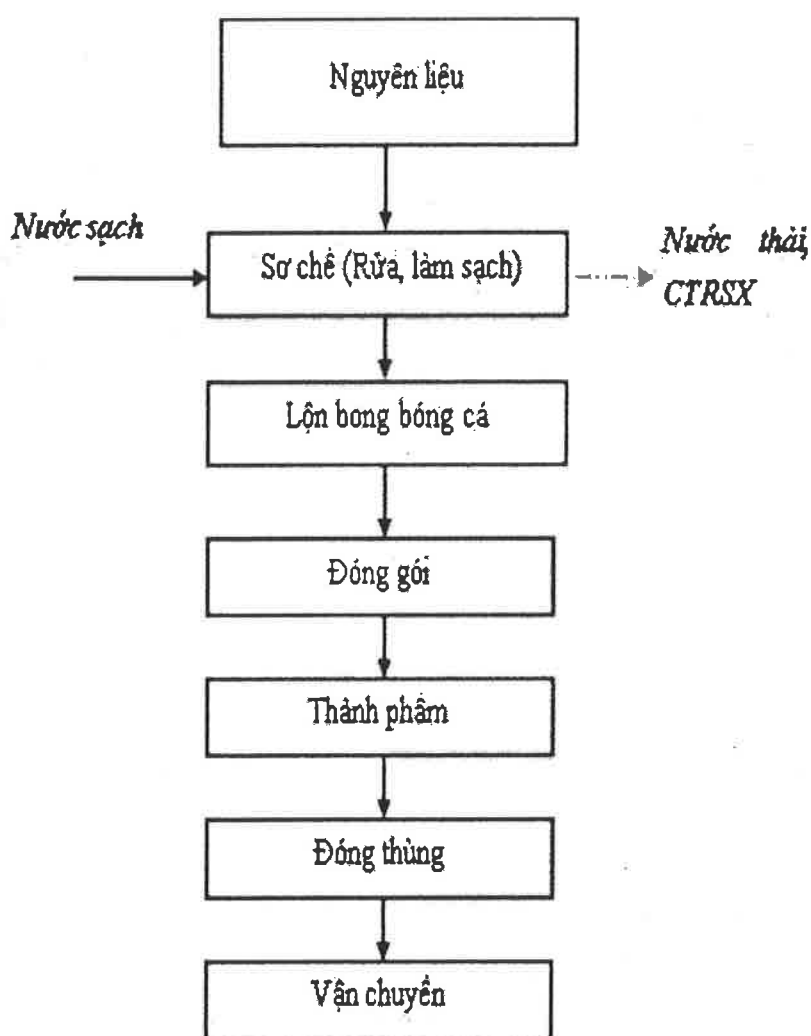 Nguyên liệu
Nước sạch
Sơ chế (Rửa, làm sạch)
Nước thải,
CTRSX
Lộn bong bóng cá
Đóng gói
Thành phẩm
Đóng thùng
Vận chuyển